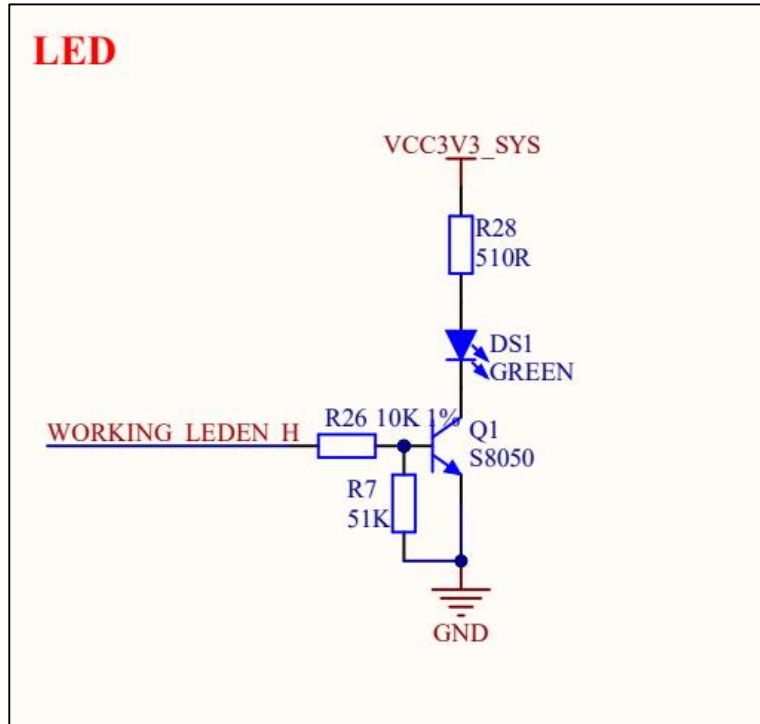 LED
VCC3V3_SYS
R28
510R
DS1
GREEN
WORKING_LEDEN_H
R26 10K 1%
Q1
S8050
R7
51K
GND